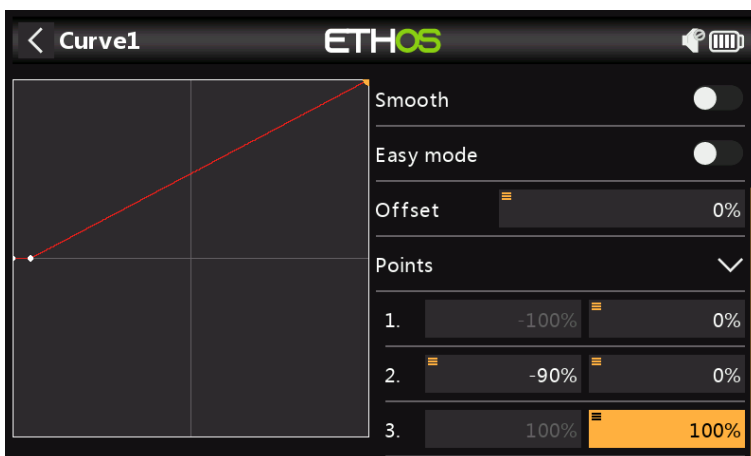 Curve1
ETHOS
Smooth
Easy mode
Offset 0%
Points
1. -100% 0%
2. -90% 0%
3. 100% 100%